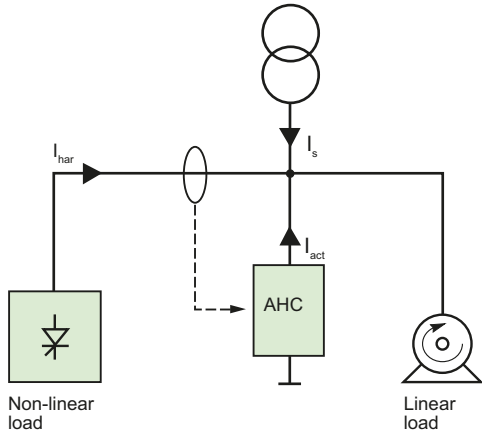 I_s
I_har
I_act
AHC
Non-linear
load
Linear
load